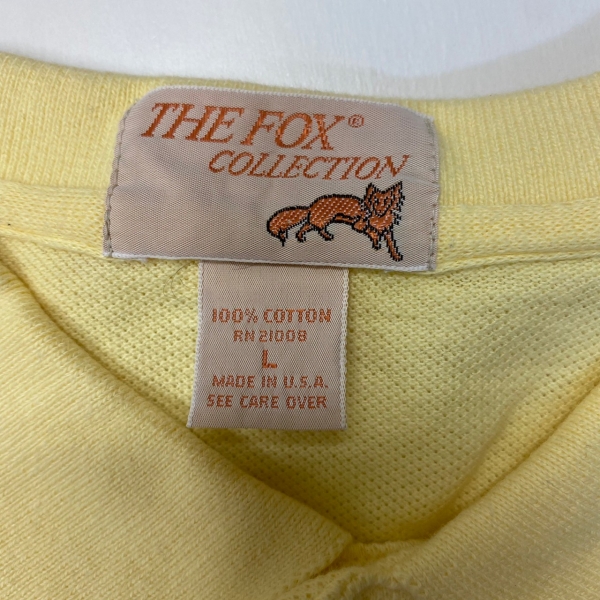 THE FOX®
COLLECTION
100% COTTON
RN 21008
L
MADE IN U.S.A.
SEE CARE OVER